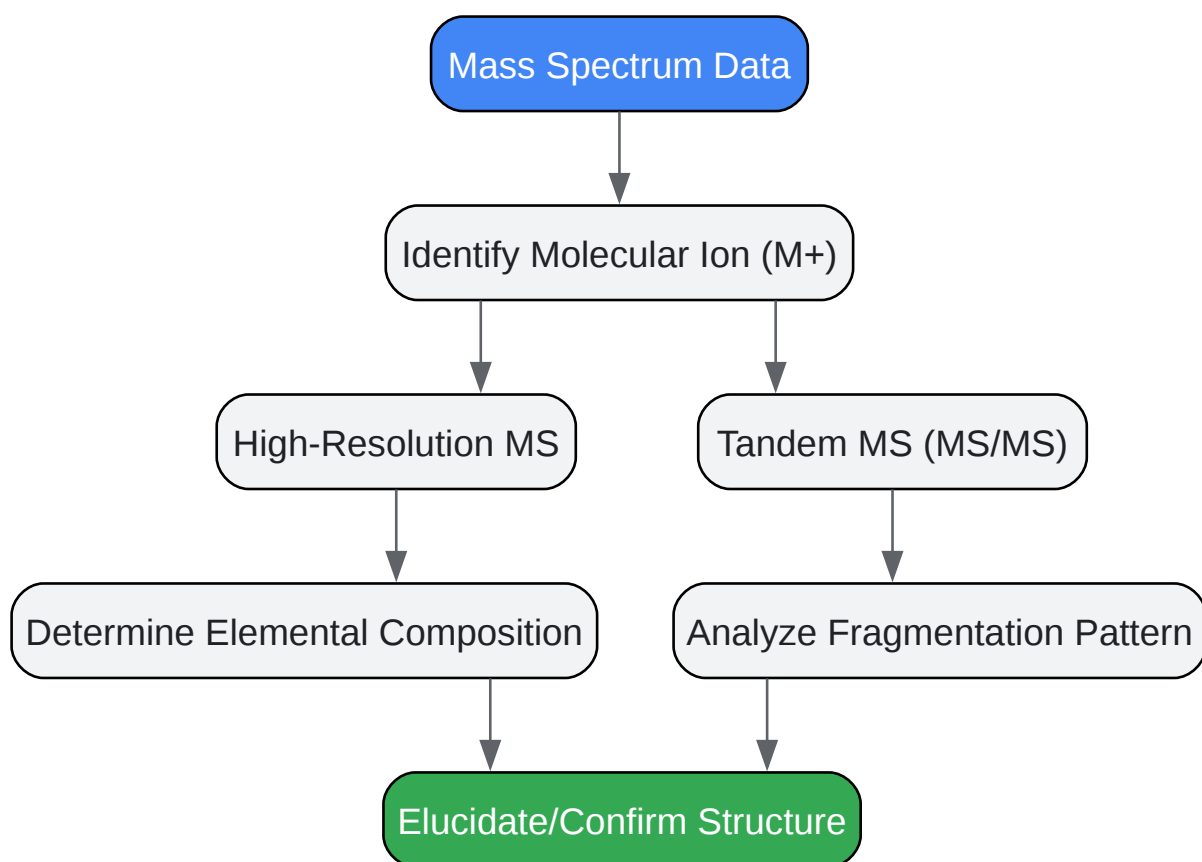 Mass Spectrum Data
Identify Molecular Ion (M+)
High-Resolution MS
Tandem MS (MS/MS)
Determine Elemental Composition
Analyze Fragmentation Pattern
Elucidate/Confirm Structure